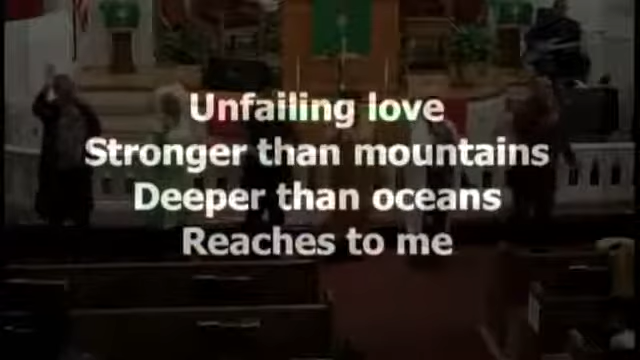 Unfailing love
Stronger than mountains
Deeper than oceans
Reaches to me